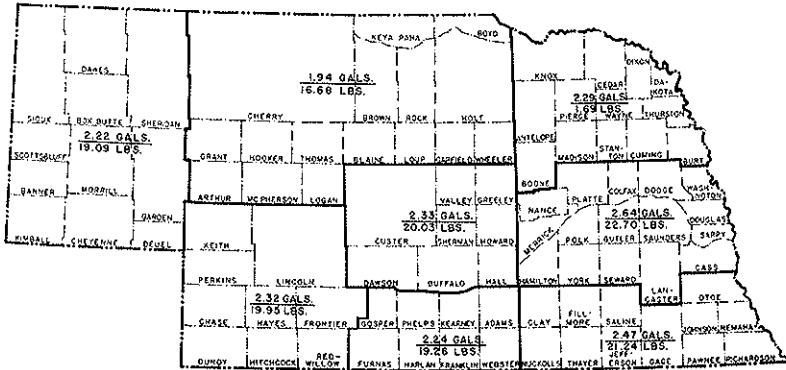 KEYA PAHA
BOYD
DIXON
DAWES
KNOX
CEDAR
DA-
KOTA
1.94 GALS.
16.68 LBS.
2.29 GALS.
1.69 LBS.
SIOUX BOX BUTTE SHERIDAN
CHERRY
BROWN ROCK HOLT
PIERCE WAYNE THURSTON
2.22 GALS.
19.09 LBS.
ANTELOPE
STAN-
TON
SCOTTSBLUFF
GRANT HOOKER THOMAS BLAINE LOUP GARFIELD WHEELER
MADISON CUMING BURT
BANNER MORRILL
ARTHUR MC PHERSON LOGAN
VALLEY GREELEY
BOONE
NANCE PLATTE COLFAX DODGE WASH-
INGTON
GARDEN
2.33 GALS.
20.03 LBS.
2.64 GALS.
22.70 LBS.
DOUGLAS
SARPY
KIMBALL CHEYENNE DEUEL
KEITH
CUSTER SHERMAN HOWARD
MERRICK
POLK BUTLER SAUNDERS
CASS
PERKINS LINCOLN
DAWSON BUFFALO HALL HAMILTON YORK SEWARD
LAN-
CASTER
OTOE
2.32 GALS.
19.95 LBS.
CHASE HAYES FRONTIER GOSPER PHELPS KEARNEY ADAMS CLAY
FILL-
MORE
SALINE
JOHNSON NEMAHA
2.24 GALS.
19.26 LBS.
2.47 GALS.
21.24 LBS.
DUNDY HITCHCOCK
RED-
WILLOW
FURNAS HARLAN FRANKLIN WEBSTER NUCKOLLS THAYER
JEFF
ERSON
GAGE PAWNEE RICHARDSON